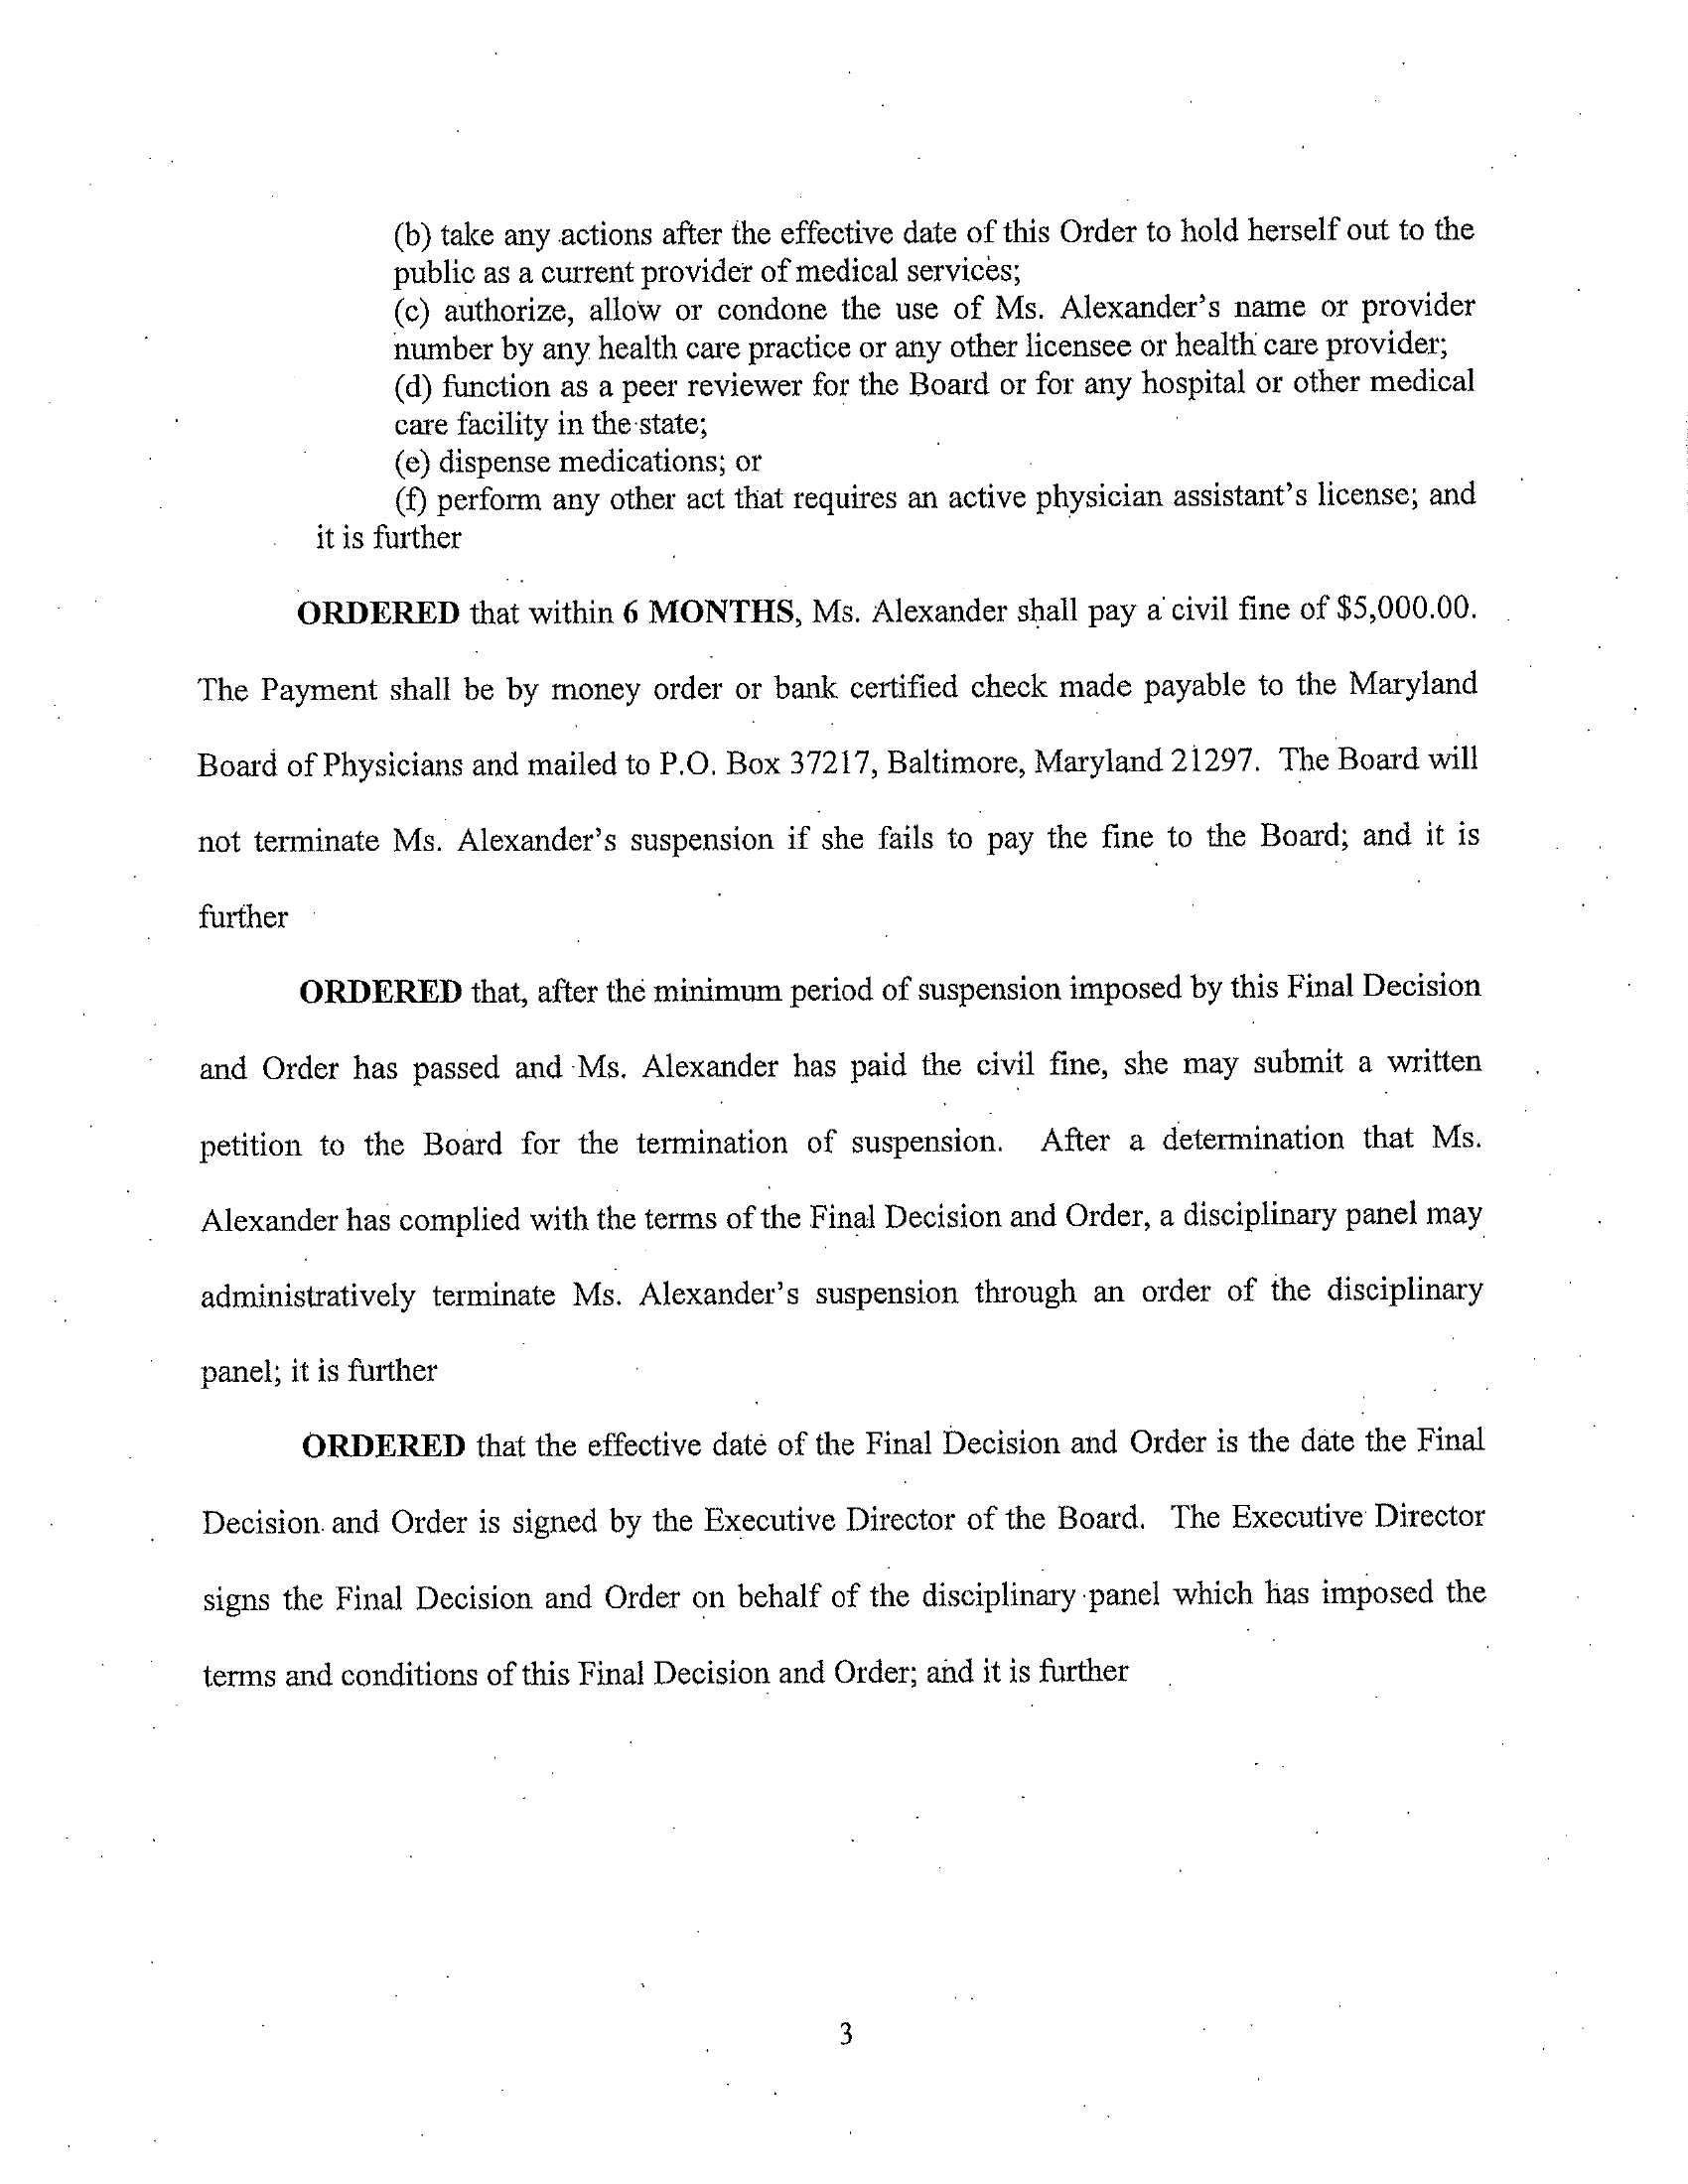 (b) take any actions after the effective date of this Order to hold herself out to the
public as a current provider of medical services;
(c) authorize, allow or condone the use of Ms. Alexander's name or provider
number by any health care practice or any other licensee or health care provider;
(d) function as a peer reviewer for the Board or for any hospital or other medical
care facility in the state;
(e) dispense medications; or
(f) perform any other act that requires an active physician assistant's license; and
it is further
ORDERED that within 6 MONTHS, Ms. Alexander shall pay a civil fine of $5,000.00.
The Payment shall be by money order or bank certified check made payable to the Maryland
Board of Physicians and mailed to P.O. Box 37217, Baltimore, Maryland 21297. The Board will
not terminate Ms. Alexander's suspension if she fails to pay the fine to the Board; and it is
further
ORDERED that, after the minimum period of suspension imposed by this Final Decision
and Order has passed and Ms. Alexander has paid the civil fine, she may submit a written
petition to the Board for the termination of suspension. After a determination that Ms.
Alexander has complied with the terms of the Final Decision and Order, a disciplinary panel may
administratively terminate Ms. Alexander's suspension through an order of the disciplinary
panel; it is further
ORDERED that the effective date of the Final Decision and Order is the date the Final
Decision and Order is signed by the Executive Director of the Board. The Executive Director
signs the Final Decision and Order on behalf of the disciplinary panel which has imposed the
terms and conditions of this Final Decision and Order; and it is further
3